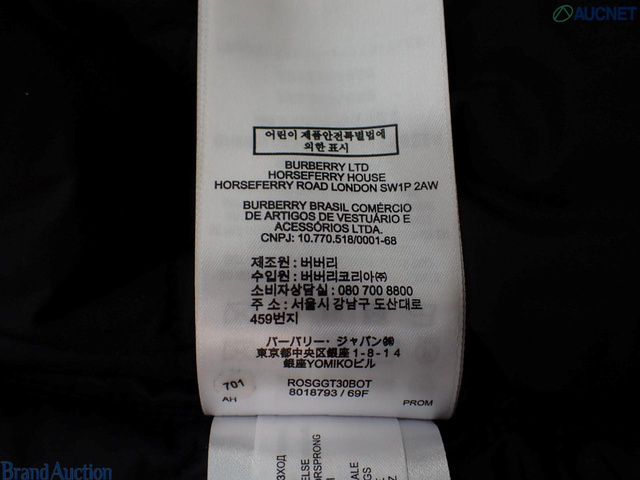 AUCNET
어린이 제품안전특별법에
의한 표시
BURBERRY LTD
HORSEFERRY HOUSE
HORSEFERRY ROAD LONDON SW1P 2AW
BURBERRY BRASIL COMÉRCIO
DE ARTIGOS DE VESTUÁRIO E
ACESSÓRIOS LTDA.
CNPJ: 10.770.518/0001-68
제조원 : 버버리
수입원 : 버버리코리아㈜
소비자상담실 : 080 700 8800
주 소 : 서울시 강남구 도산대로
459번지
バーバリー・ジャパン㈱
東京都中央区銀座1-8-14
銀座YOMIKOビル
701
ROSGGT30BOT
8018793 / 69F
AH
PROM
Brand Auction